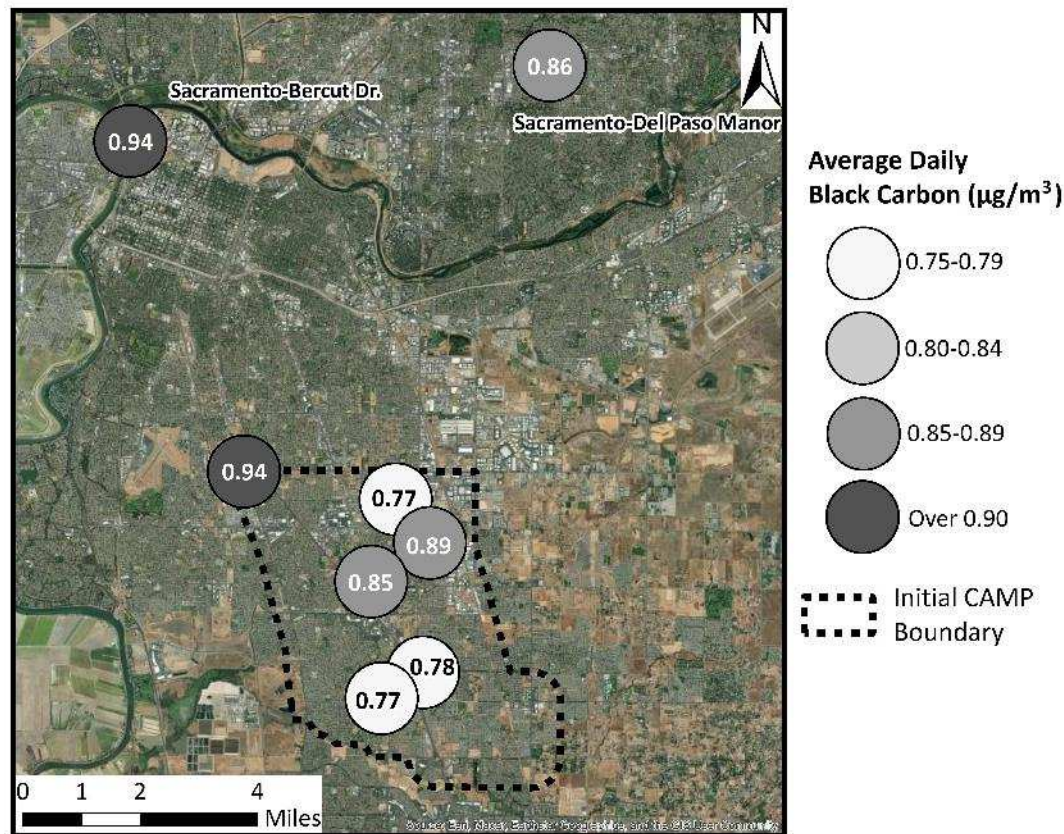 N
0.86
Sacramento-Bercut Dr.
Sacramento-Del Paso Manor
0.94
0.94
0.77
0.89
0.85
0.78
0.77
0 1 2 4
Miles
Average Daily
Black Carbon (µg/m³)
0.75-0.79
0.80-0.84
0.85-0.89
Over 0.90
Initial CAMP
Boundary